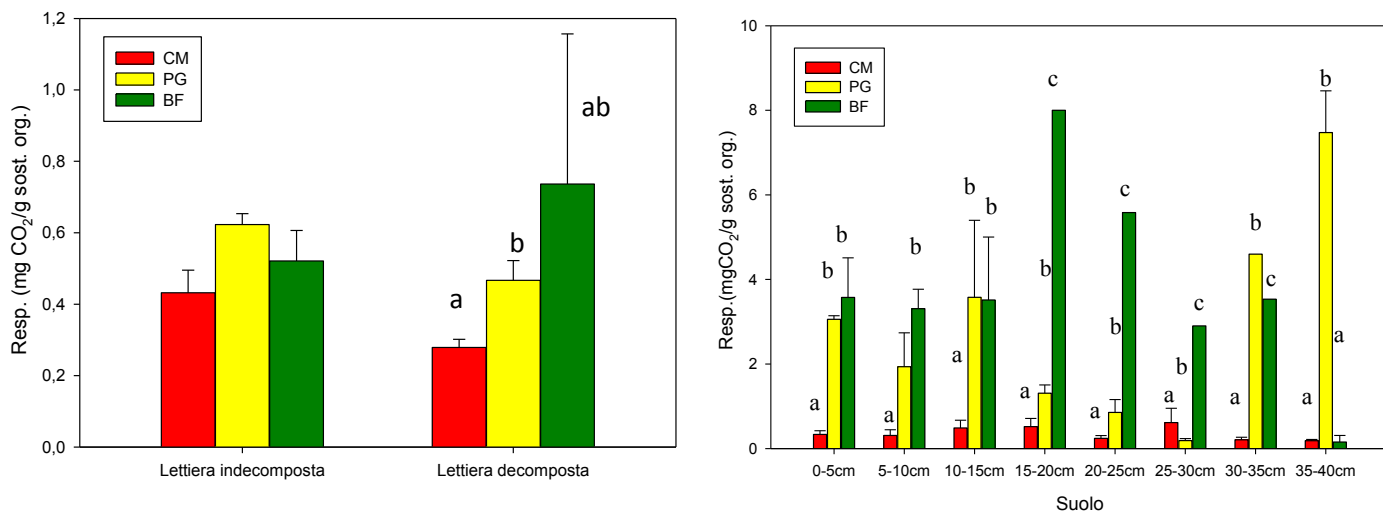 1,2
1,0
0,8
0,6
0,4
0,2
0,0
Resp. (mg CO₂/g sost. org.)
CM
PG
BF
a
b
ab
Lettiera indecomposta
Lettiera decomposta
10
8
6
4
2
0
Resp.(mgCO₂/g sost. org.)
CM
PG
BF
a b b
a b
a b b
a b c
a b c
a b c
a b c
a b a
0-5cm 5-10cm 10-15cm 15-20cm 20-25cm 25-30cm 30-35cm 35-40cm
Suolo